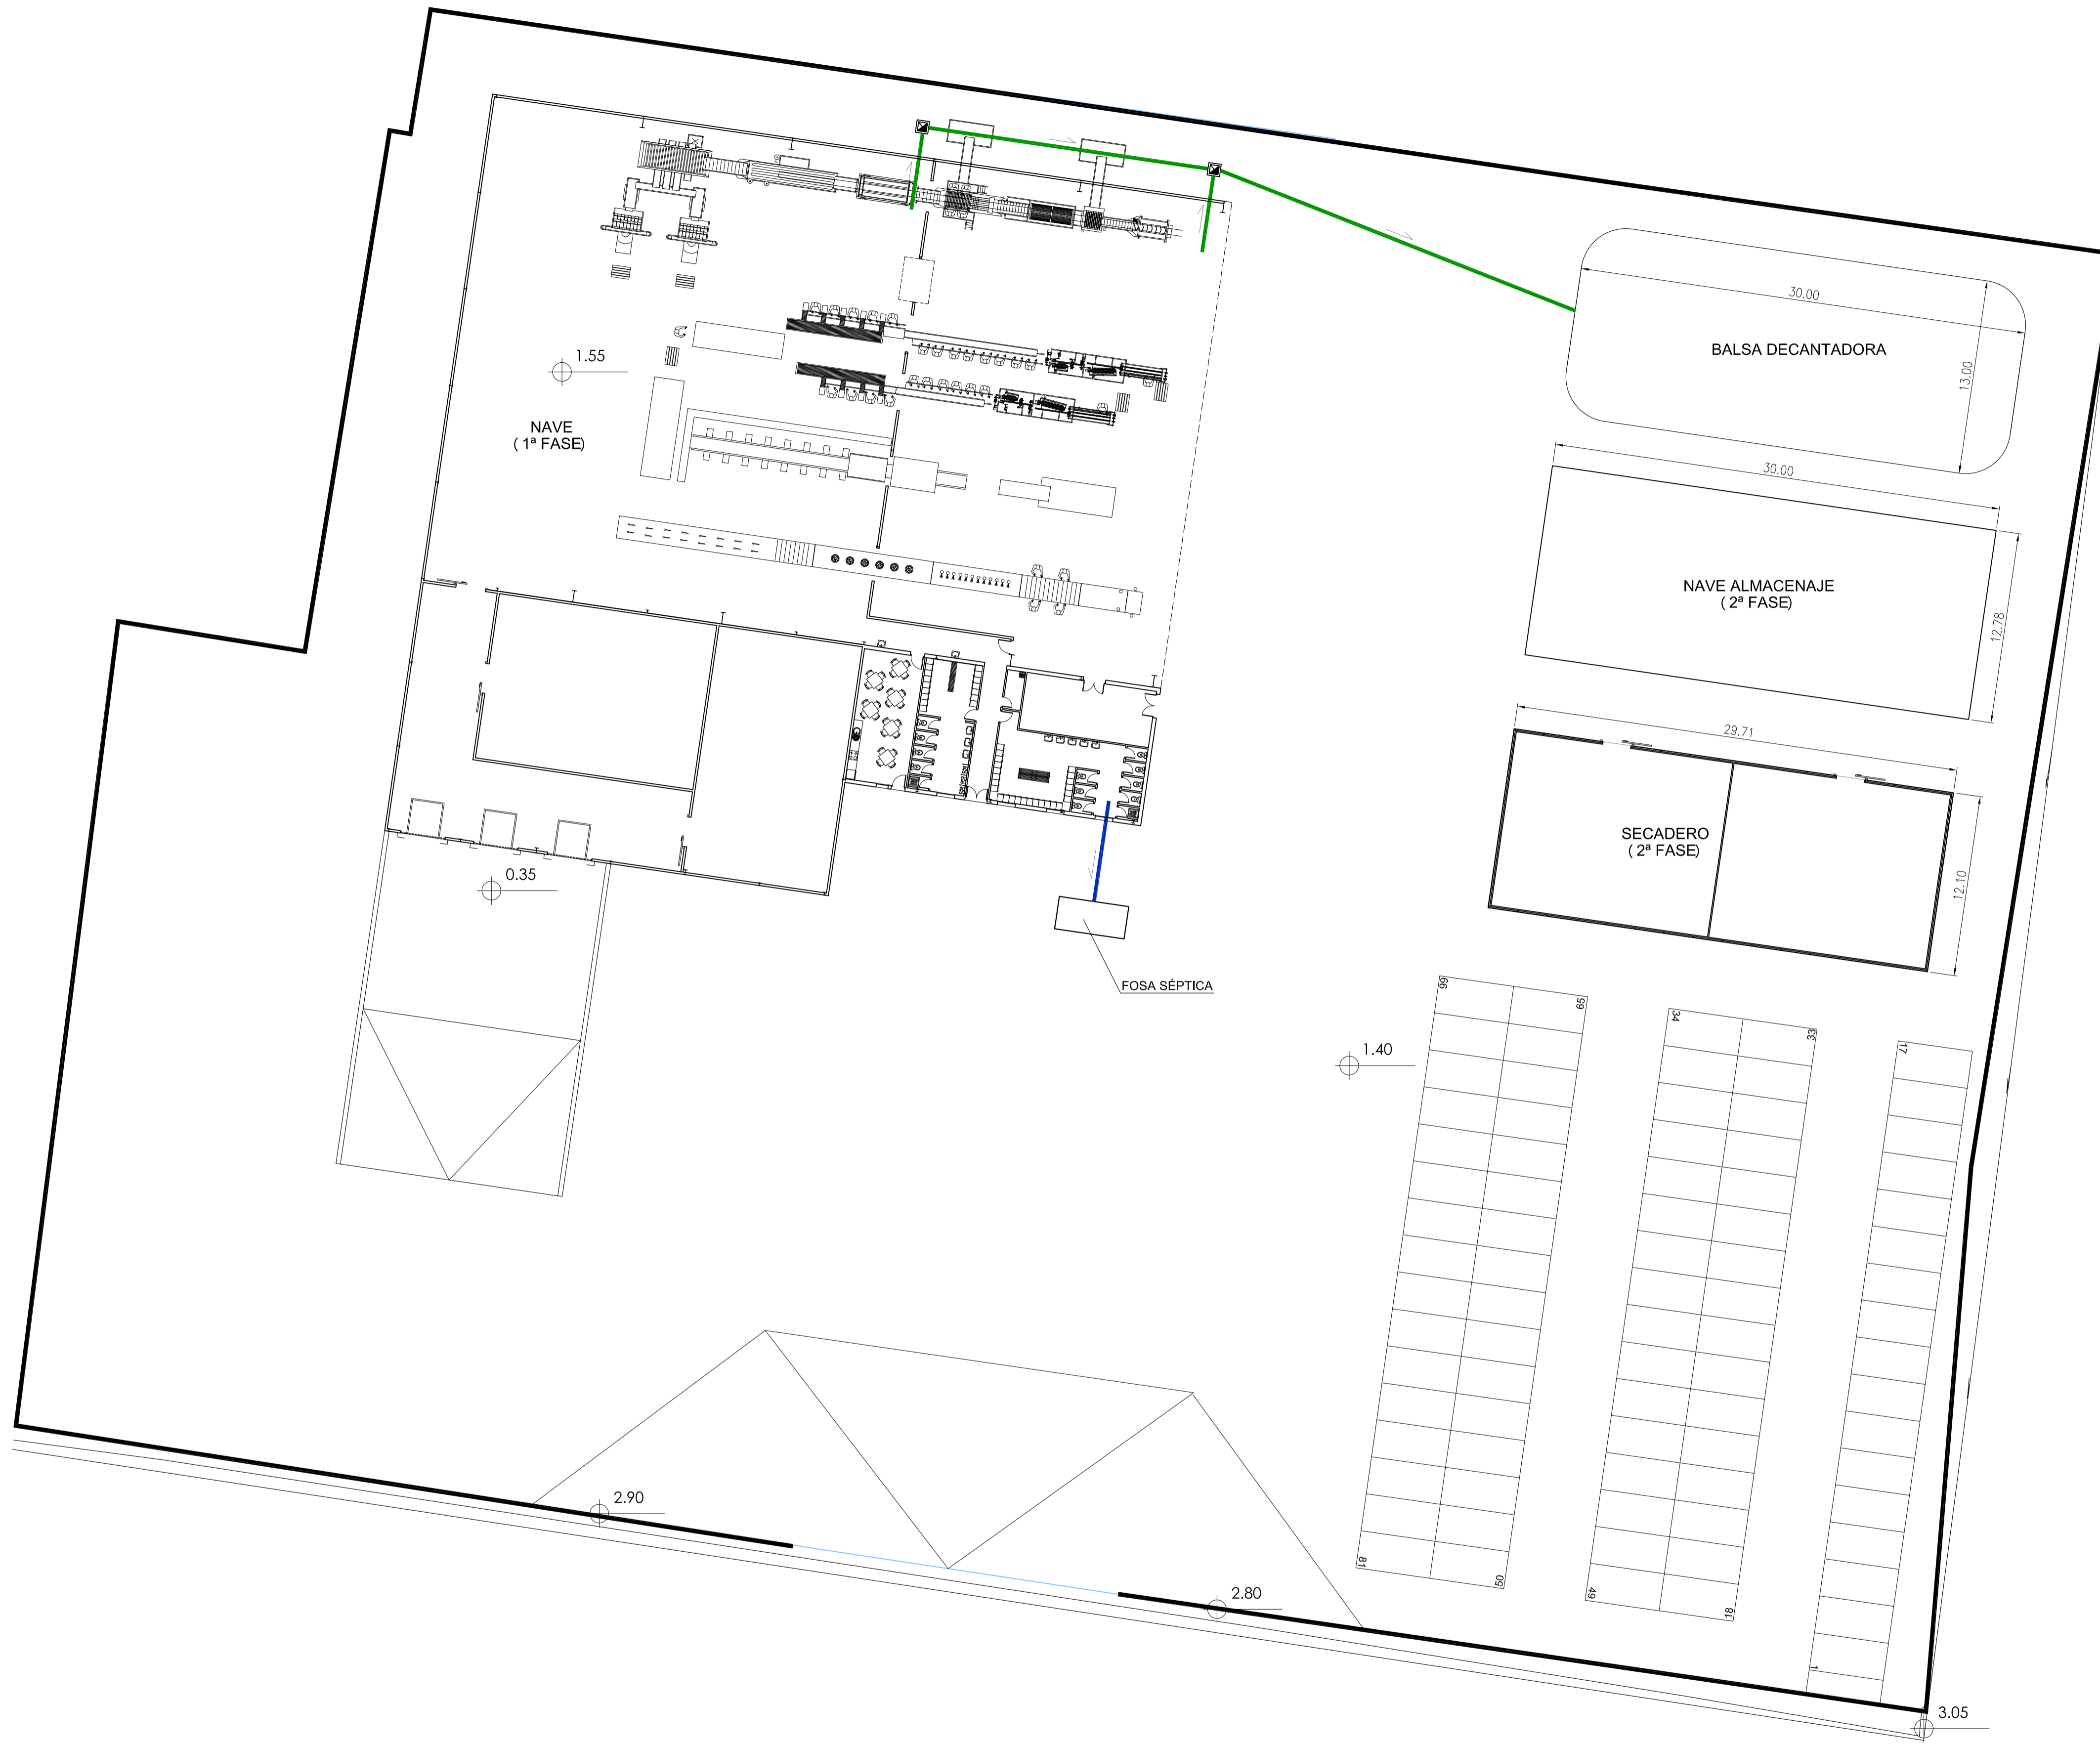 30.00
BALSA DECANTADORA
13.00
1.55
NAVE
( 1ª FASE)
30.00
NAVE ALMACENAJE
( 2ª FASE)
12.78
29.71
SECADERO
( 2ª FASE)
12.10
0.35
FOSA SÉPTICA
66
65
34
33
17
1.40
2.90
2.80
81
50
49
18
1
3.05